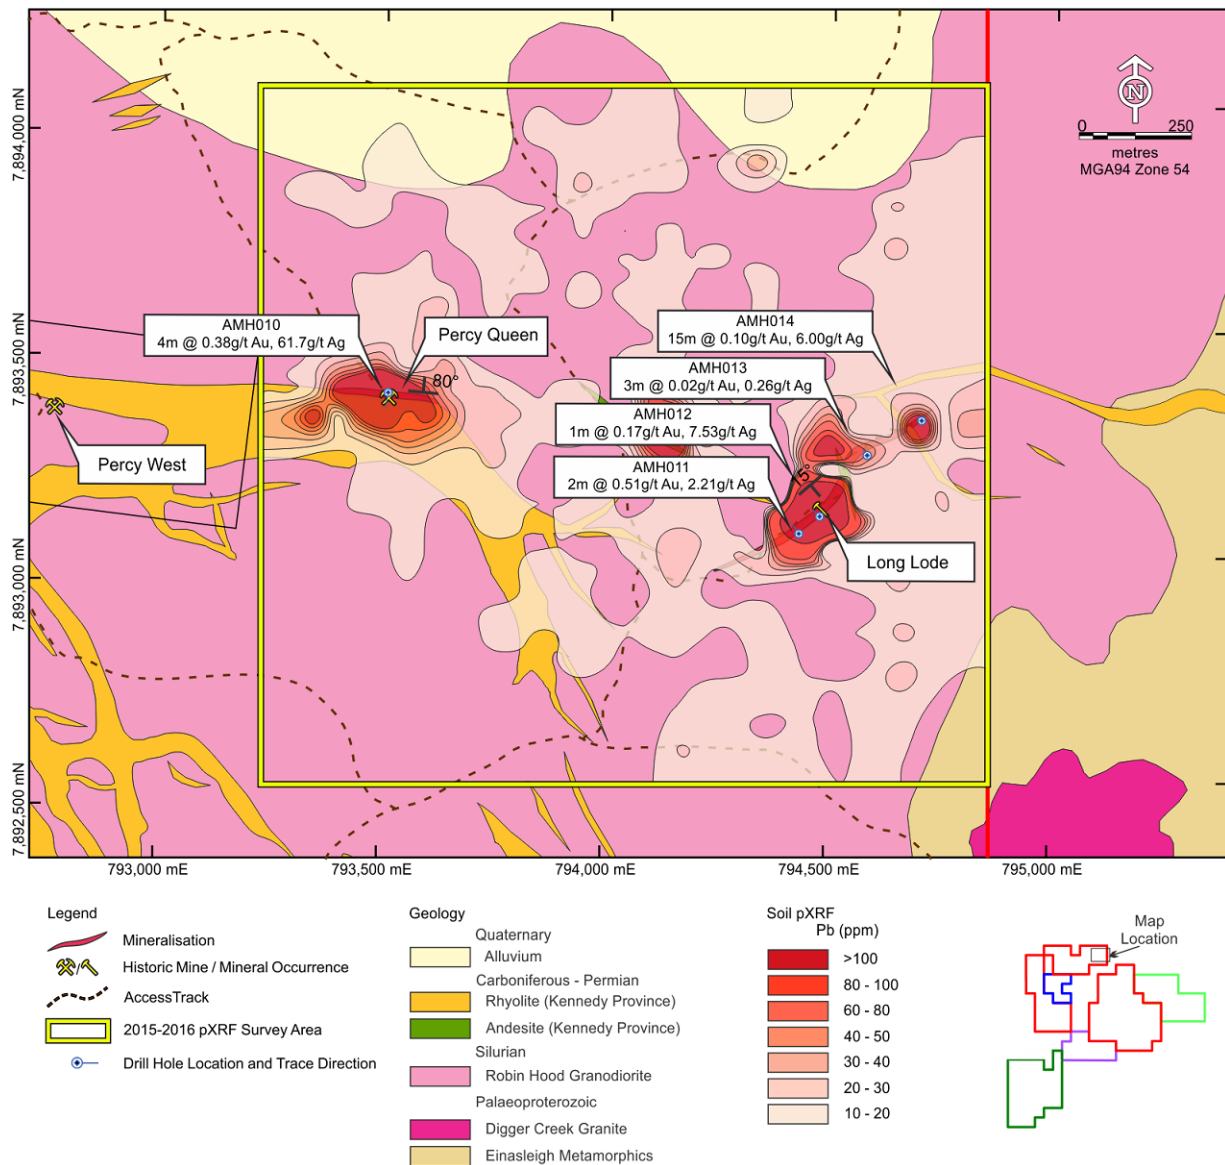 7,894,000 mN
7,893,500 mN
7,893,000 mN
7,892,500 mN
N
0 250
metres
MGA94 Zone 54
AMH010
4m @ 0.38g/t Au, 61.7g/t Ag
Percy Queen
80°
AMH014
15m @ 0.10g/t Au, 6.00g/t Ag
AMH013
3m @ 0.02g/t Au, 0.26g/t Ag
AMH012
1m @ 0.17g/t Au, 7.53g/t Ag
AMH011
2m @ 0.51g/t Au, 2.21g/t Ag
Percy West
Long Lode
793,000 mE
793,500 mE
794,000 mE
794,500 mE
795,000 mE
Legend
Mineralisation
Historic Mine / Mineral Occurrence
AccessTrack
2015-2016 pXRF Survey Area
Drill Hole Location and Trace Direction
Geology
Quaternary
Alluvium
Carboniferous - Permian
Rhyolite (Kennedy Province)
Andesite (Kennedy Province)
Silurian
Robin Hood Granodiorite
Palaeoproterozoic
Digger Creek Granite
Einasleigh Metamorphics
Soil pXRF
Pb (ppm)
>100
80 - 100
60 - 80
40 - 50
30 - 40
20 - 30
10 - 20
Map
Location